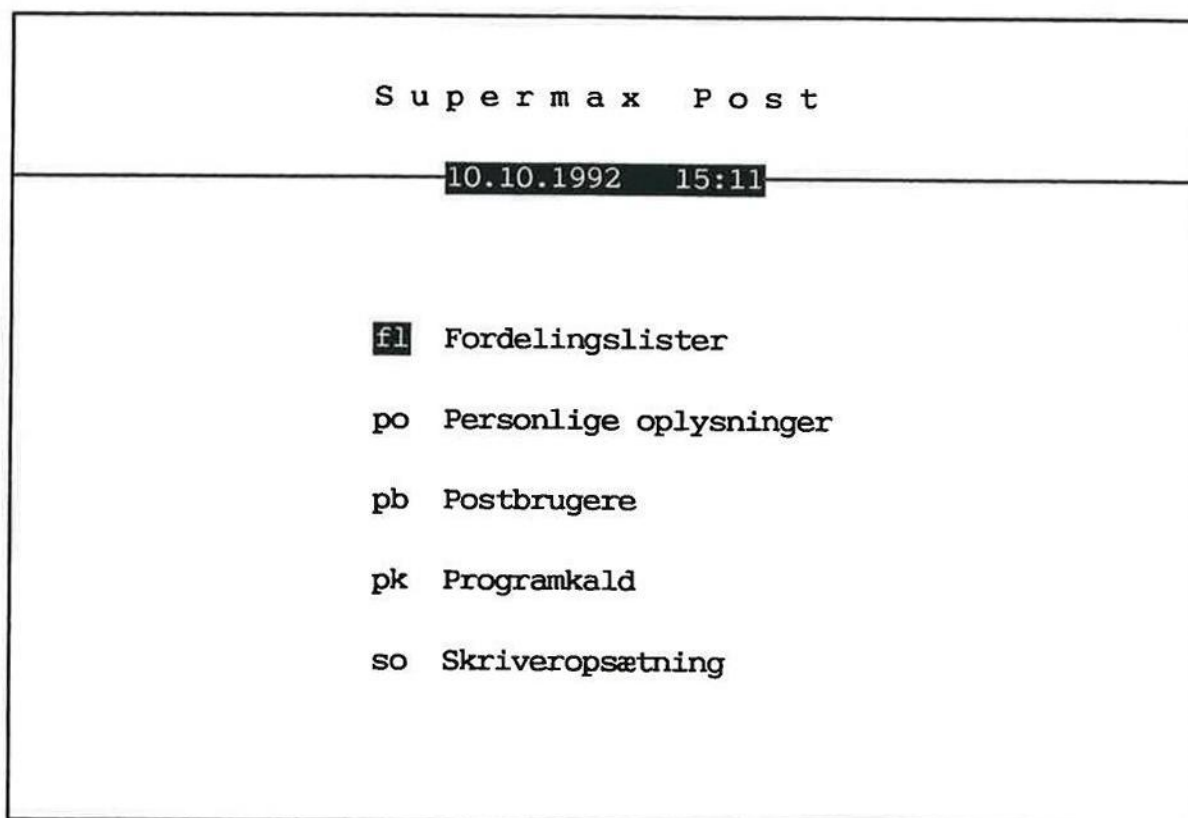 Supermax Post
10.10.1992 15:11
fl Fordelingslister
po Personlige oplysninger
pb Postbrugere
pk Programkald
so Skriveropsætning